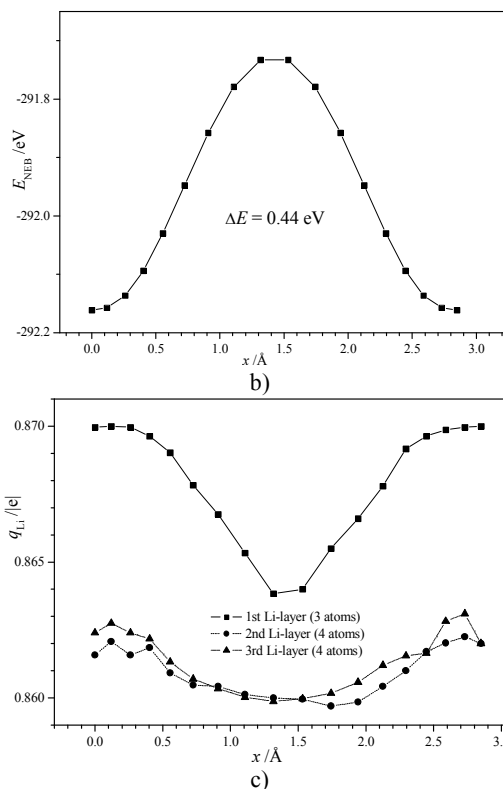 -291.8
-292.0
-292.2
E_NEB /eV
ΔE = 0.44 eV
0.0 0.5 1.0 1.5 2.0 2.5 3.0
x /Å
b)
0.870
0.865
0.860
q_Li /|e|
1st Li-layer (3 atoms)
2nd Li-layer (4 atoms)
3rd Li-layer (4 atoms)
0.0 0.5 1.0 1.5 2.0 2.5 3.0
x /Å
c)